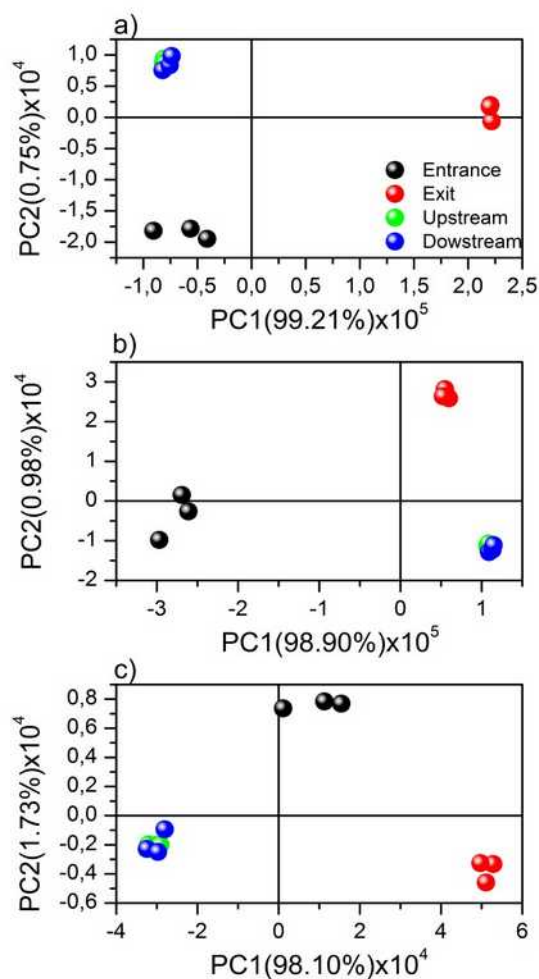 a)
1,0
0,5
0,0
-0,5
-1,0
-1,5
-2,0
PC2(0.75%)x10⁴
Entrance
Exit
Upstream
Dowstream
-1,0 -0,5 0,0 0,5 1,0 1,5 2,0 2,5
PC1(99.21%)x10⁵
b)
3
2
1
0
-1
-2
PC2(0.98%)x10⁴
-3 -2 -1 0 1
PC1(98.90%)x10⁵
c)
0,8
0,6
0,4
0,2
0,0
-0,2
-0,4
-0,6
PC2(1.73%)x10⁴
-4 -2 0 2 4 6
PC1(98.10%)x10⁴